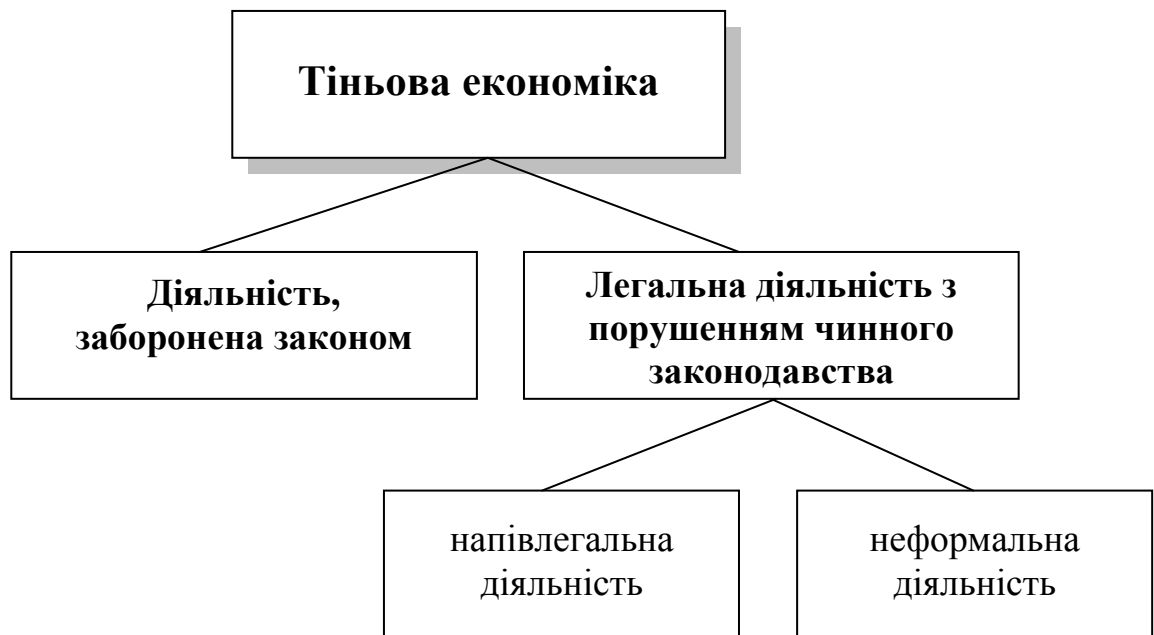 Тіньова економіка
Діяльність,
заборонена законом
Легальна діяльність з
порушенням чинного
законодавства
напівлегальна
діяльність
неформальна
діяльність